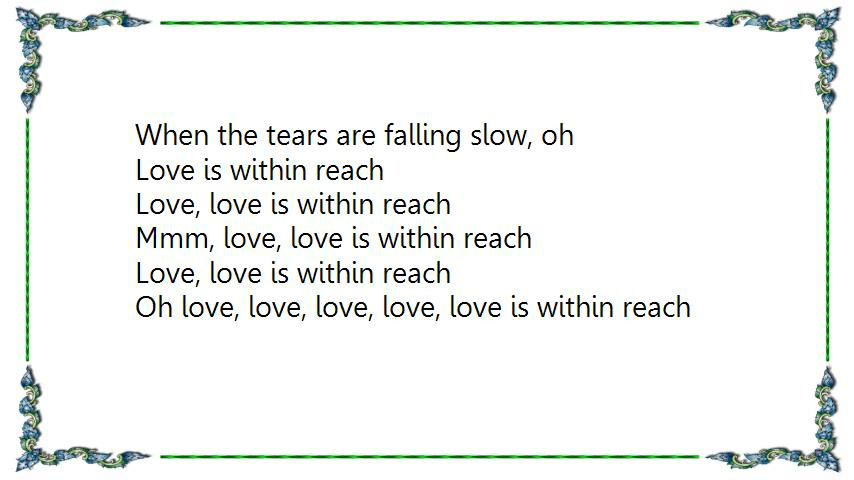 When the tears are falling slow, oh
Love is within reach
Love, love is within reach
Mmm, love, love is within reach
Love, love is within reach
Oh love, love, love, love, love is within reach